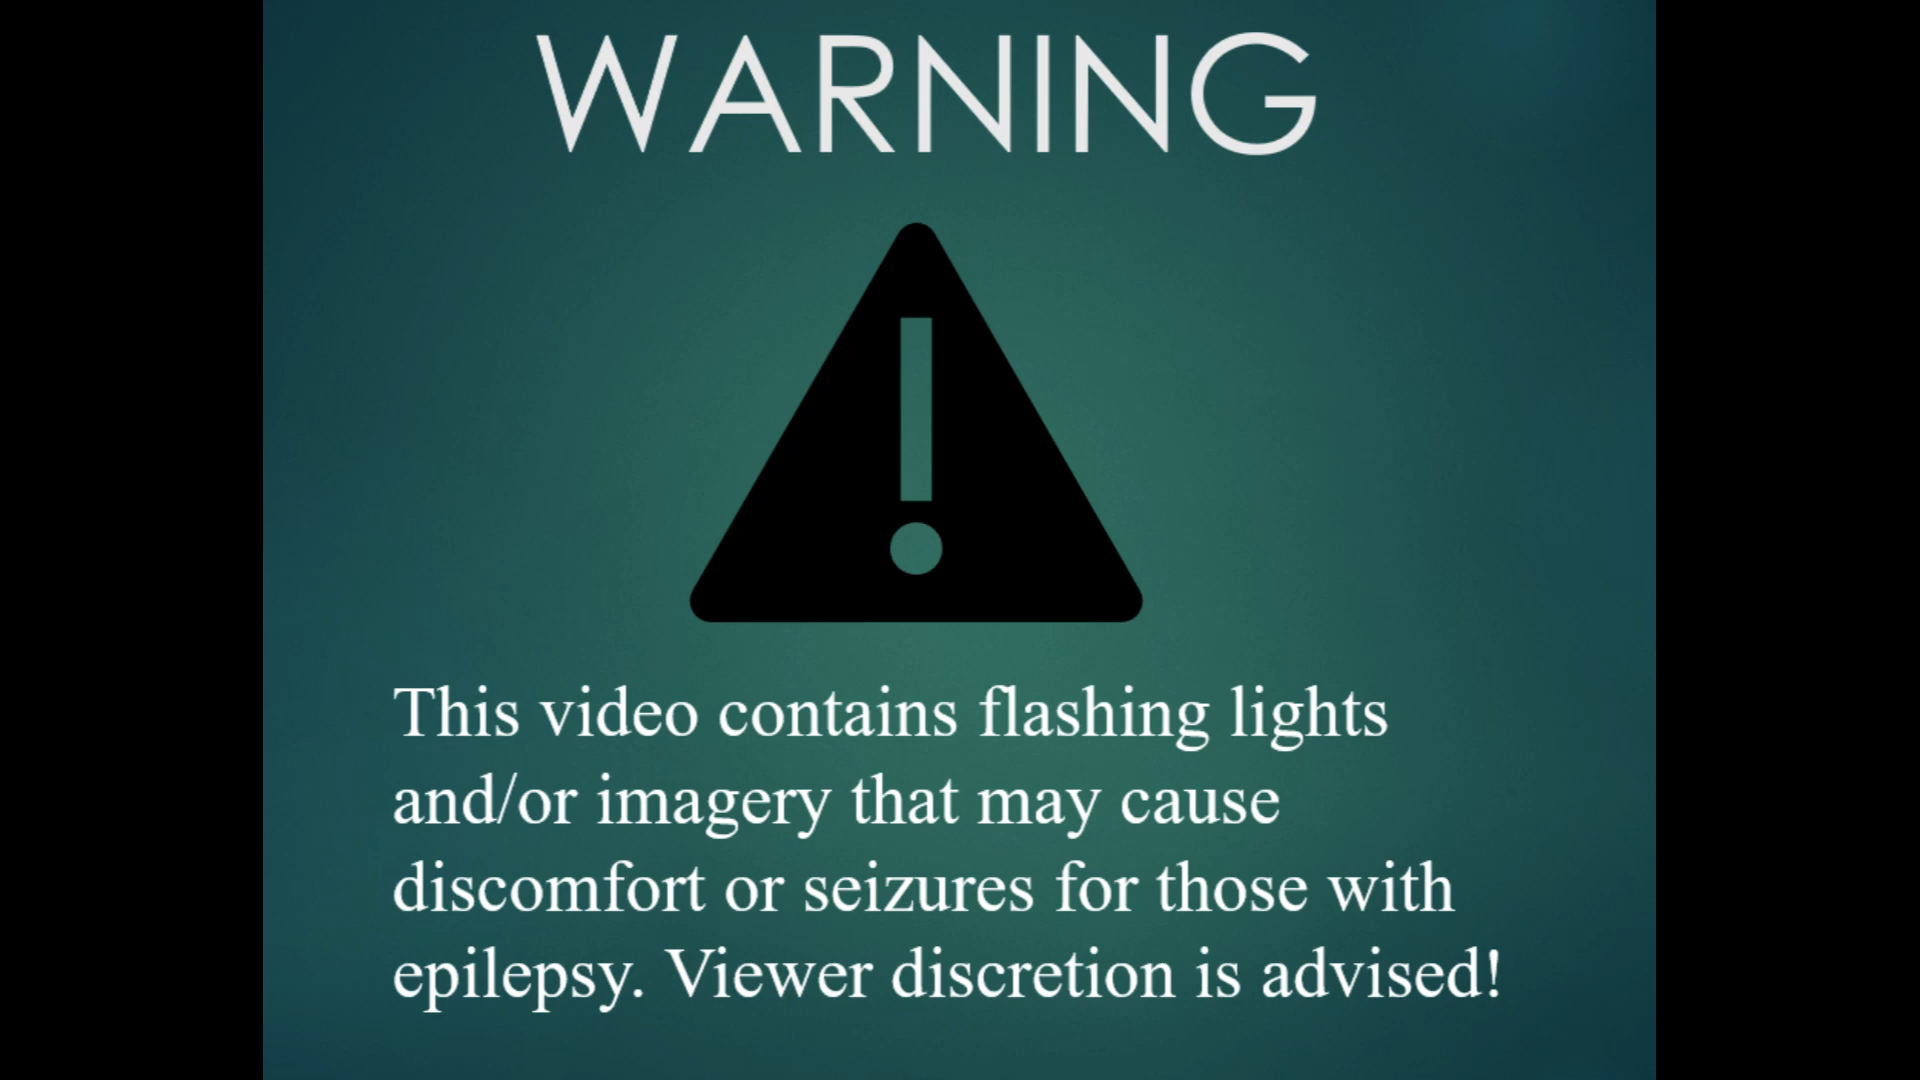 WARNING
This video contains flashing lights
and/or imagery that may cause
discomfort or seizures for those with
epilepsy. Viewer discretion is advised!